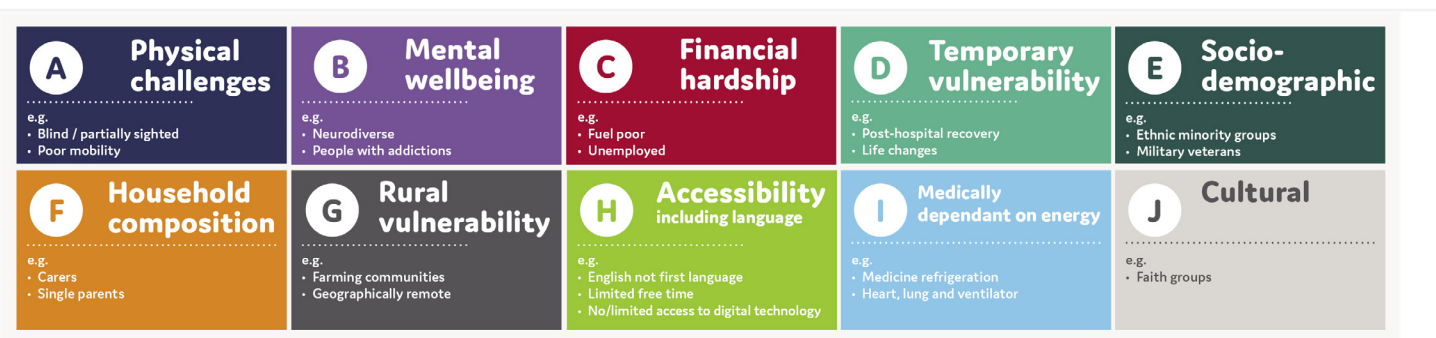 A
Physical
challenges
e.g.
• Blind / partially sighted
• Poor mobility
B
Mental
wellbeing
e.g.
• Neurodiverse
• People with addictions
C
Financial
hardship
e.g.
• Fuel poor
• Unemployed
D
Temporary
vulnerability
e.g.
• Post-hospital recovery
• Life changes
E
Socio-
demographic
e.g.
• Ethnic minority groups
• Military veterans
F
Household
composition
e.g.
• Carers
• Single parents
G
Rural
vulnerability
e.g.
• Farming communities
• Geographically remote
H
Accessibility
including language
e.g.
• English not first language
• Limited free time
• No/limited access to digital technology
I
Medically
dependant on energy
e.g.
• Medicine refrigeration
• Heart, lung and ventilator
J
Cultural
e.g.
• Faith groups